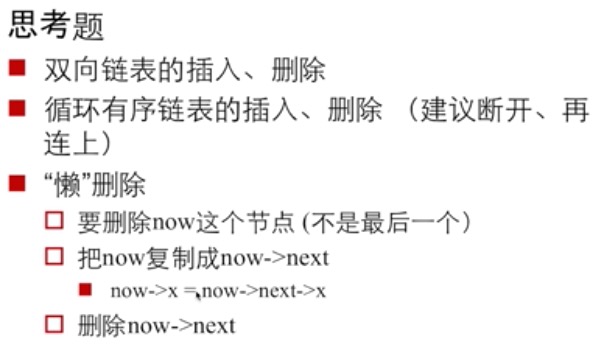 思考题
双向链表的插入、删除
循环有序链表的插入、删除 （建议断开、再
连上）
“懒”删除
要删除now这个节点 (不是最后一个）
把now复制成now->next
now->x = now->next->x
删除now->next